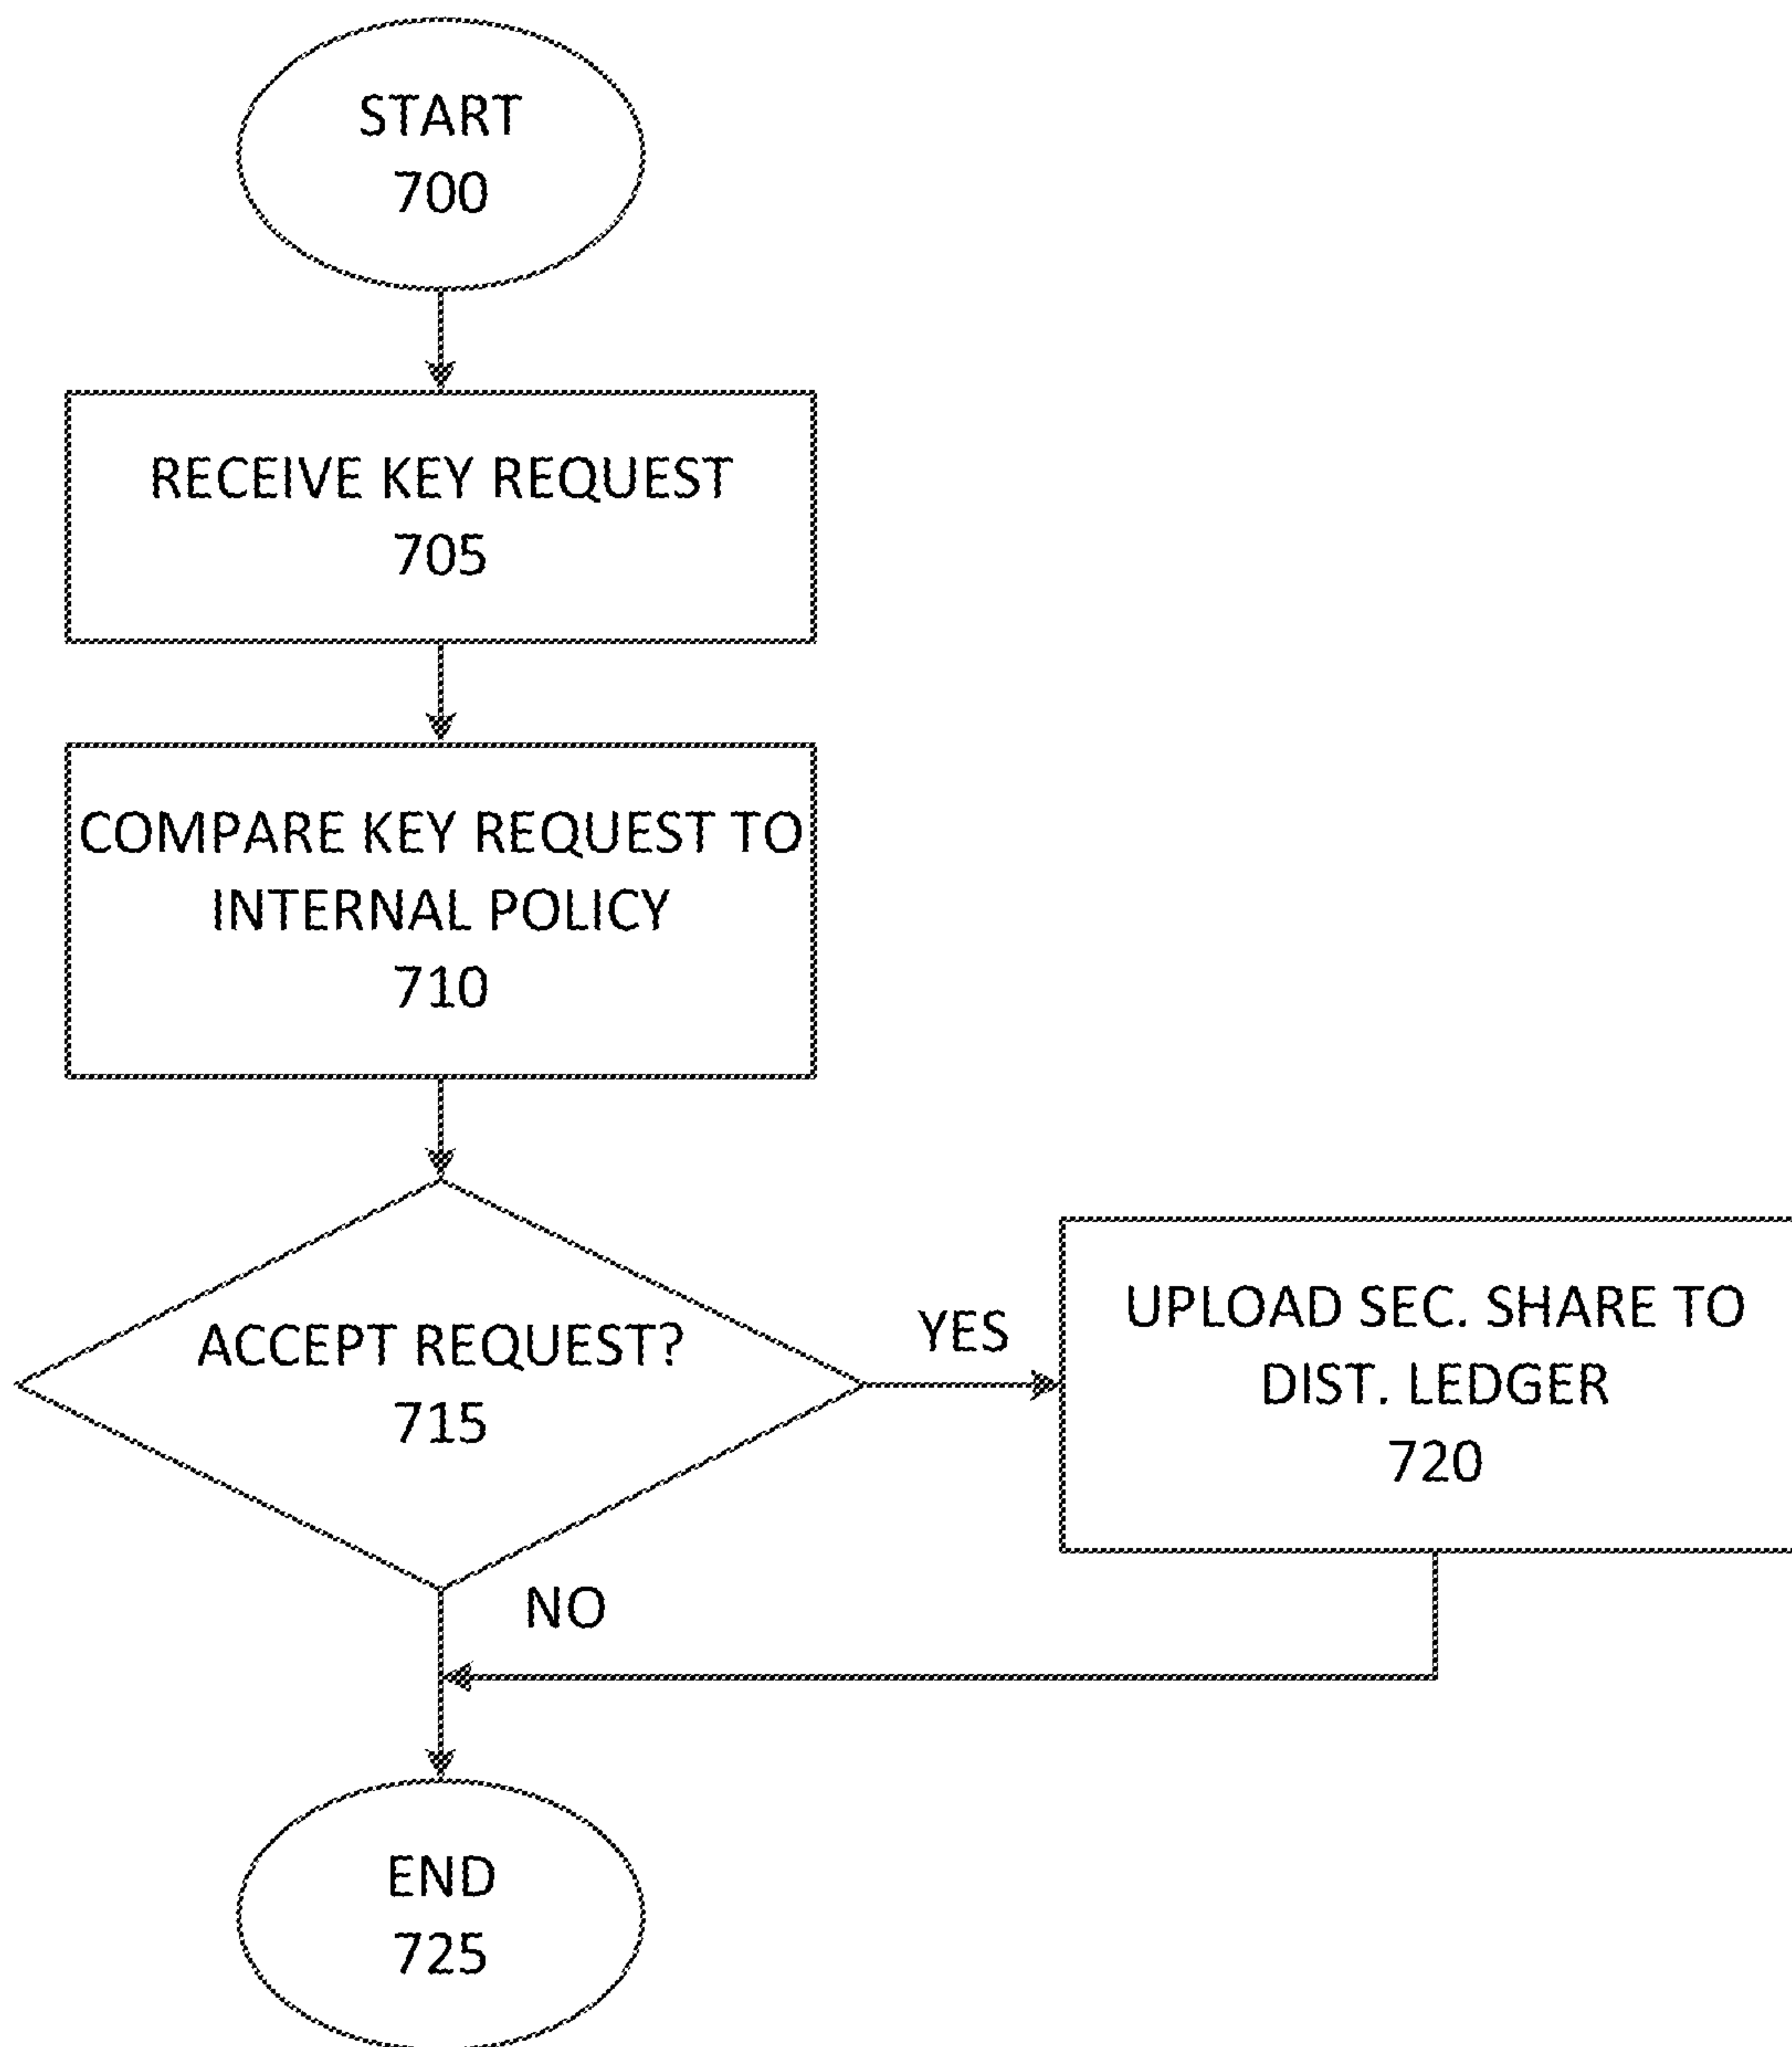 START
700
RECEIVE KEY REQUEST
705
COMPARE KEY REQUEST TO
INTERNAL POLICY
710
ACCEPT REQUEST?
715
YES
UPLOAD SEC. SHARE TO
DIST. LEDGER
720
NO
END
725